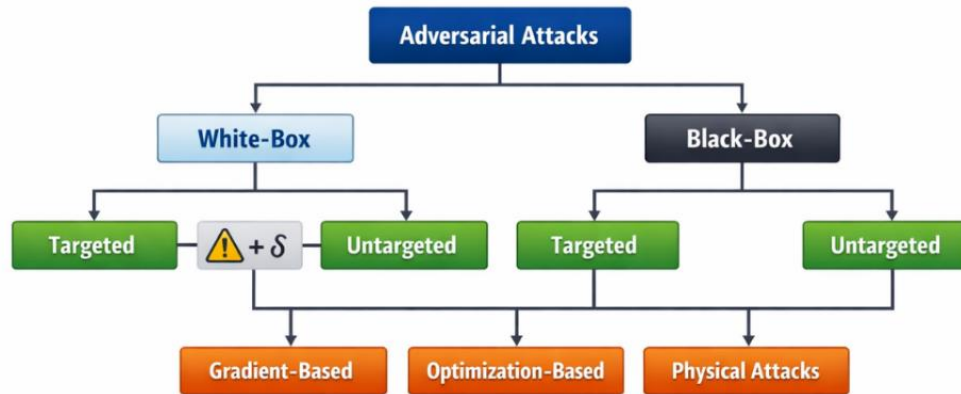 Adversarial Attacks
White-Box
Black-Box
Targeted
+ δ
Untargeted
Targeted
Untargeted
Gradient-Based
Optimization-Based
Physical Attacks